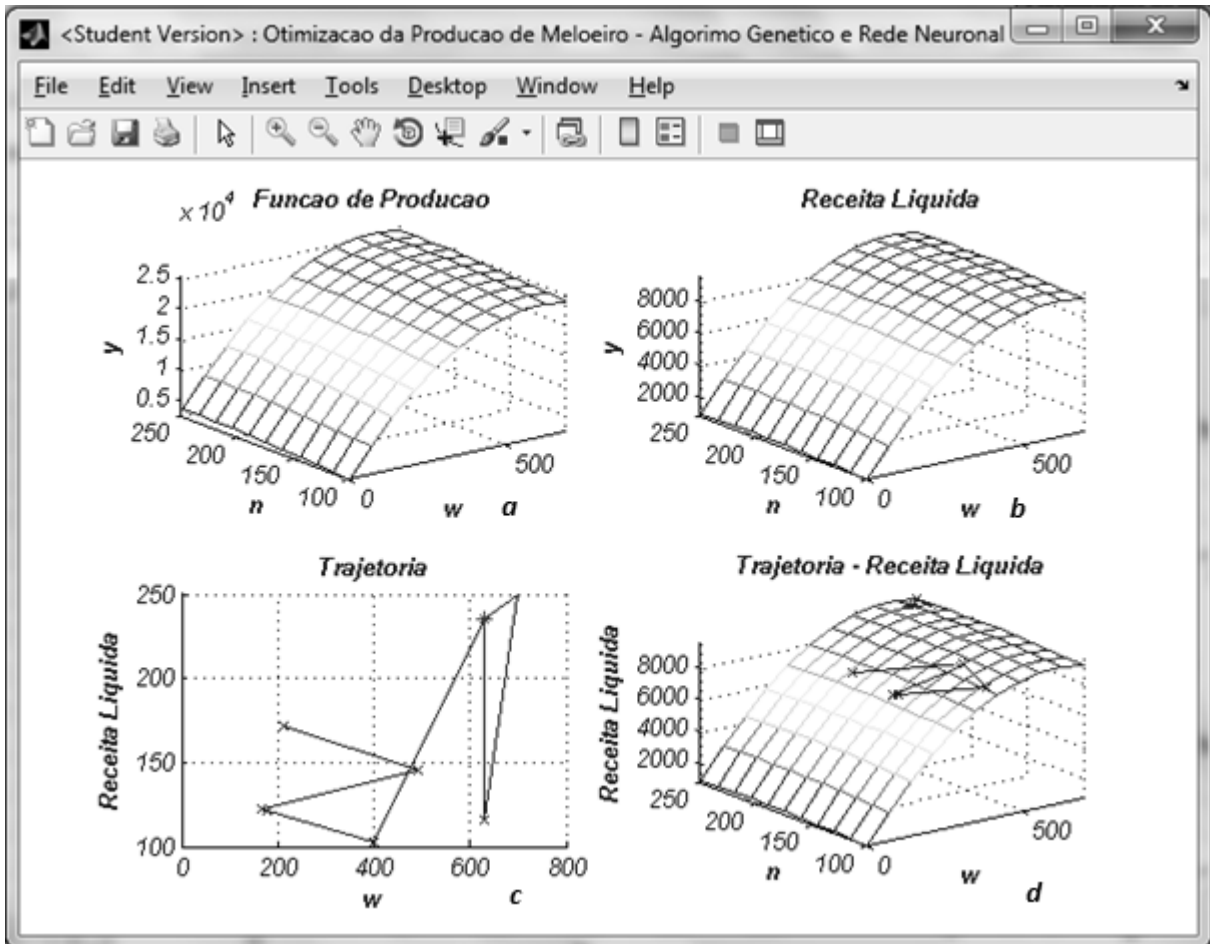 <Student Version> : Otimizacao da Producao de Meloeiro - Algorimo Genetico e Rede Neuronal
File Edit View Insert Tools Desktop Window Help
x 10^4 Funcao de Producao
2.5
2
1.5
1
0.5
y
250
200
150
100
0
500
n
w
a
Receita Liquida
8000
6000
4000
2000
y
250
200
150
100
0
500
n
w
b
Trajetoria
250
200
150
100
Receita Liquida
0 200 400 600 800
w
c
Trajetoria - Receita Liquida
8000
6000
4000
2000
Receita Liquida
250
200
150
100
0
500
n
w
d